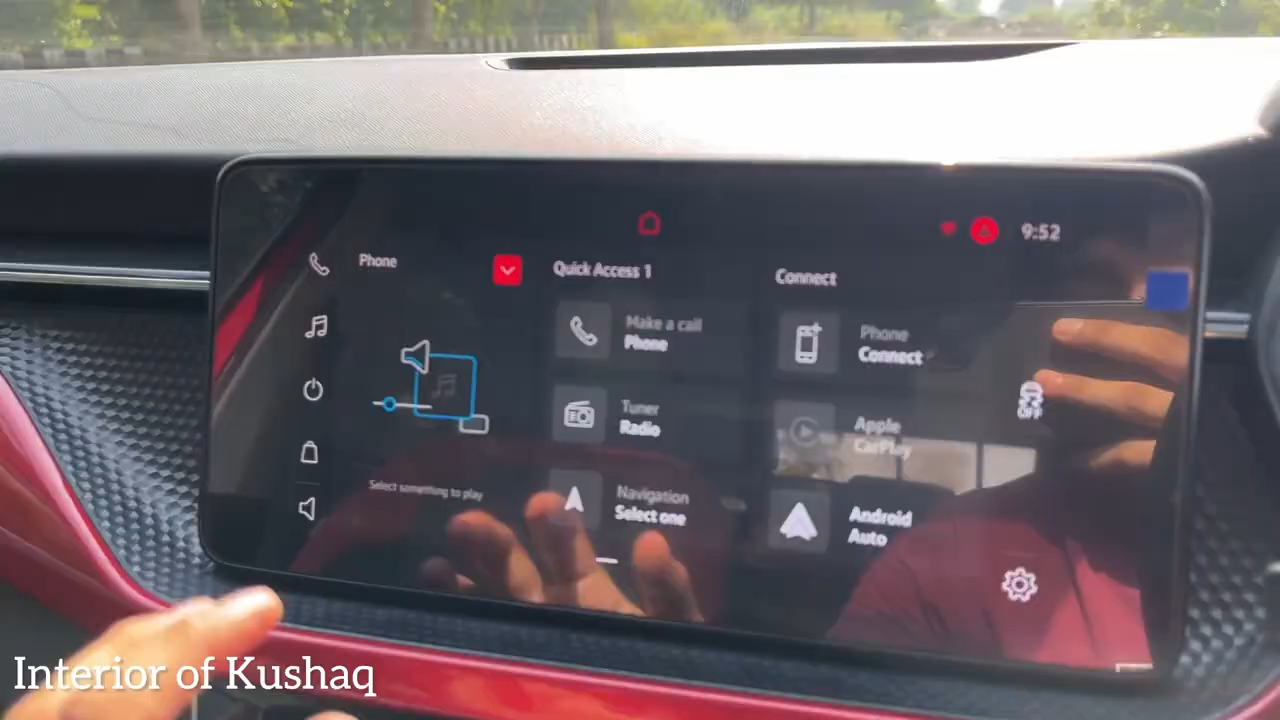 9:52
Phone
Quick Access 1
Connect
Make a call
Phone
Phone
Connect
Tuner
Radio
Apple
CarPlay
OFF
Select something to play
Navigation
Select one
Android
Auto
Interior of Kushaq